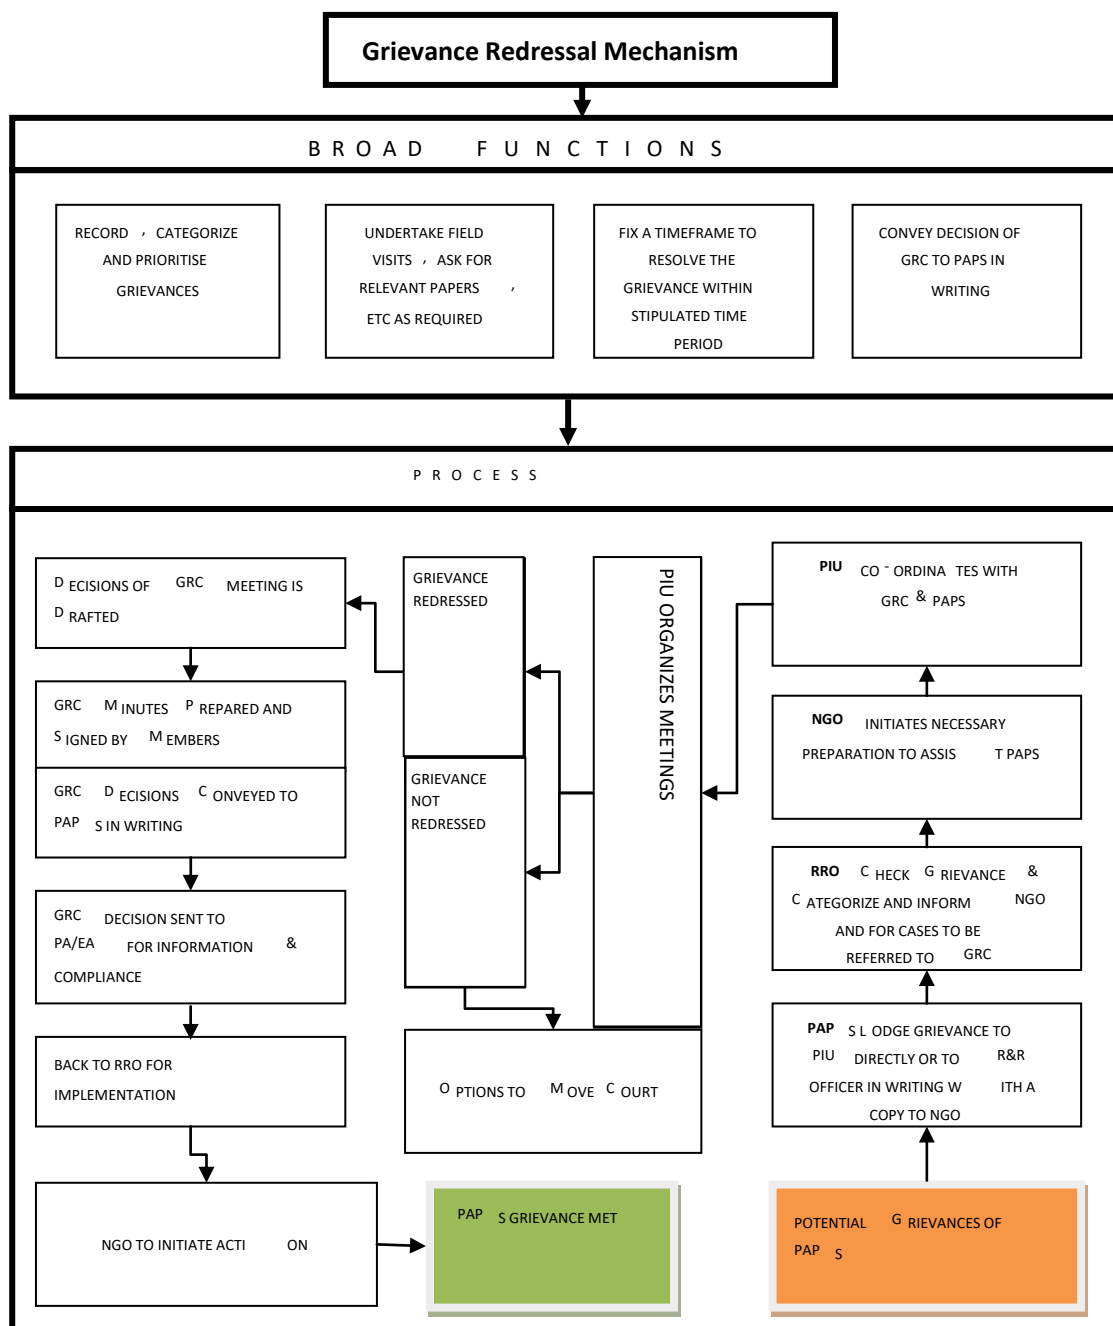 Grievance Redressal Mechanism
BROAD FUNCTIONS
RECORD , CATEGORIZE
AND PRIORITISE
GRIEVANCES
UNDERTAKE FIELD
VISITS , ASK FOR
RELEVANT PAPERS ,
ETC AS REQUIRED
FIX A TIMEFRAME TO
RESOLVE THE
GRIEVANCE WITHIN
STIPULATED TIME
PERIOD
CONVEY DECISION OF
GRC TO PAPS IN
WRITING
PROCESS
D ECISIONS OF GRC MEETING IS
D RAFTED
GRC M INUTES P REPARED AND
S IGNED BY M EMBERS
GRC D ECISIONS C ONVEYED TO
PAP S IN WRITING
GRC DECISION SENT TO
PA/EA FOR INFORMATION &
COMPLIANCE
BACK TO RRO FOR
IMPLEMENTATION
NGO TO INITIATE ACTI ON
GRIEVANCE
REDRESSED
GRIEVANCE
NOT
REDRESSED
O PTIONS TO M OVE C OURT
PAP S GRIEVANCE MET
PIU ORGANIZES MEETINGS
PIU CO - ORDINA TES WITH
GRC & PAPS
NGO INITIATES NECESSARY
PREPARATION TO ASSIS T PAPS
RRO C HECK G RIEVANCE &
C ATEGORIZE AND INFORM NGO
AND FOR CASES TO BE
REFERRED TO GRC
PAP S L ODGE GRIEVANCE TO
PIU DIRECTLY OR TO R&R
OFFICER IN WRITING W ITH A
COPY TO NGO
POTENTIAL G RIEVANCES OF
PAP S